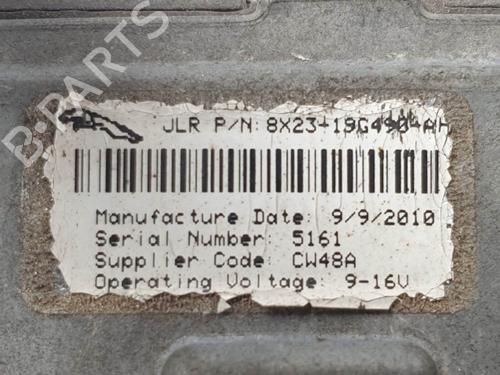 B-PARTS
JLR P/N: 8X23-19G490-AH
Manufacture Date: 9/9/2010
Serial Number: 5161
Supplier Code: CW48A
Operating Voltage: 9-16V